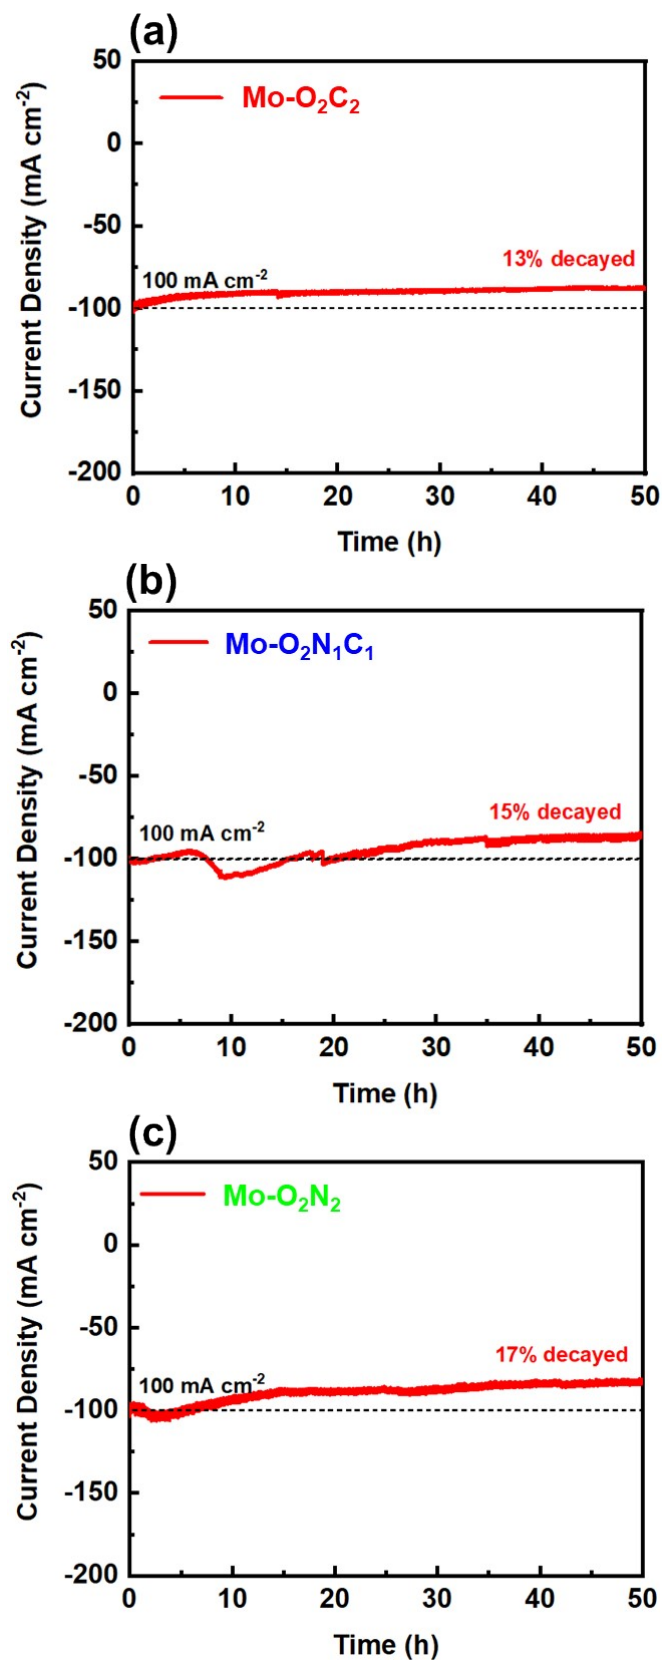 (a)
Current Density (mA cm⁻²)
50
0
-50
-100
-150
-200
Mo-O₂C₂
100 mA cm⁻²
13% decayed
0 10 20 30 40 50
Time (h)
(b)
Current Density (mA cm⁻²)
50
0
-50
-100
-150
-200
Mo-O₂N₁C₁
100 mA cm⁻²
15% decayed
0 10 20 30 40 50
Time (h)
(c)
Current Density (mA cm⁻²)
50
0
-50
-100
-150
-200
Mo-O₂N₂
100 mA cm⁻²
17% decayed
0 10 20 30 40 50
Time (h)